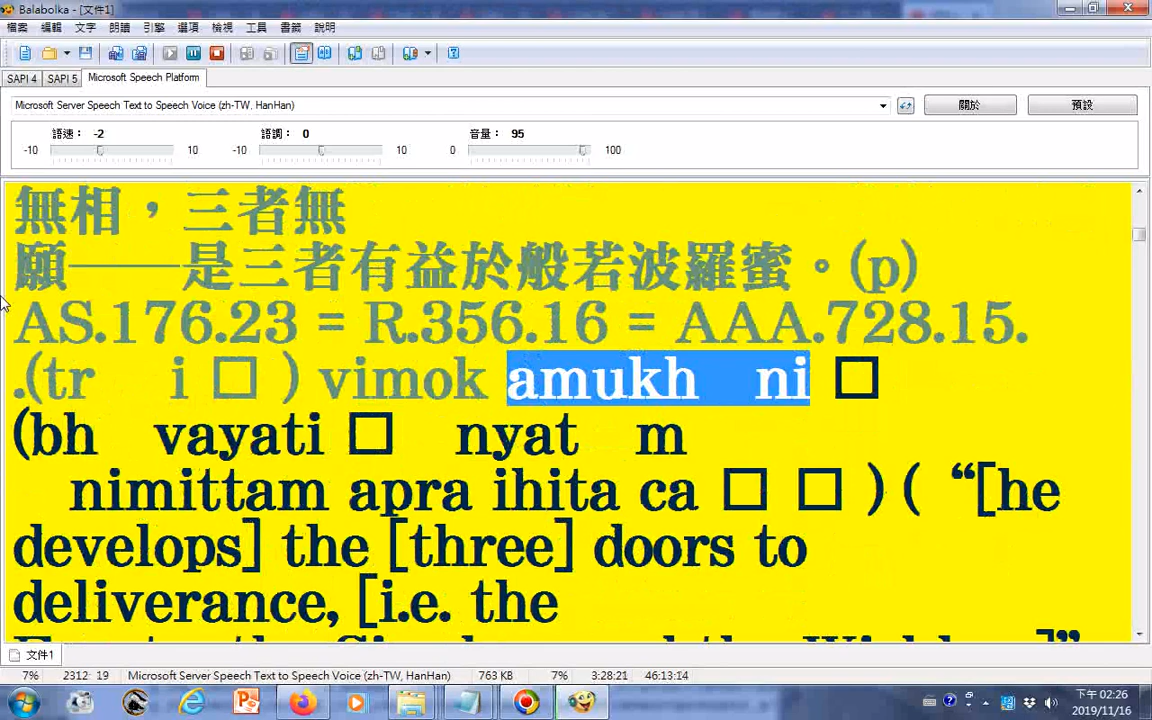 Balabolka - [文件1]
檔案 編輯 文字 朗讀 引擎 選項 檢視 工具 書籤 說明
SAPI 4 SAPI 5 Microsoft Speech Platform
Microsoft Server Speech Text to Speech Voice (zh-TW, HanHan) 關於 預設
語速： -2 語調： 0 音量： 95
-10 10 -10 10 0 100
無相，三者無
願——是三者有益於般若波羅蜜。(p)
AS.176.23 = R.356.16 = AAA.728.15.
.(tr i □ ) vimok amukh ni □
(bh vayati □ nyat m
nimittam apra ihita ca □ □ ) ( “[he
develops] the [three] doors to
deliverance, [i.e. the
文件1
7% 2312: 19 Microsoft Server Speech Text to Speech Voice (zh-TW, HanHan) 763 KB 7% 3:28:21 46:13:14
下午 02:26
2019/11/16